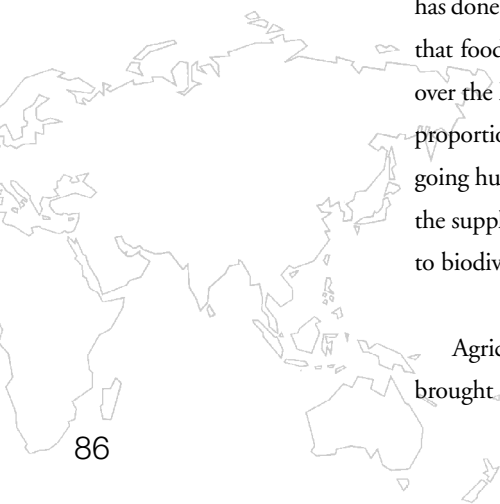 has done
that food
over the
proportio
going hu
the suppl
to biodiv
Agric
brought
86